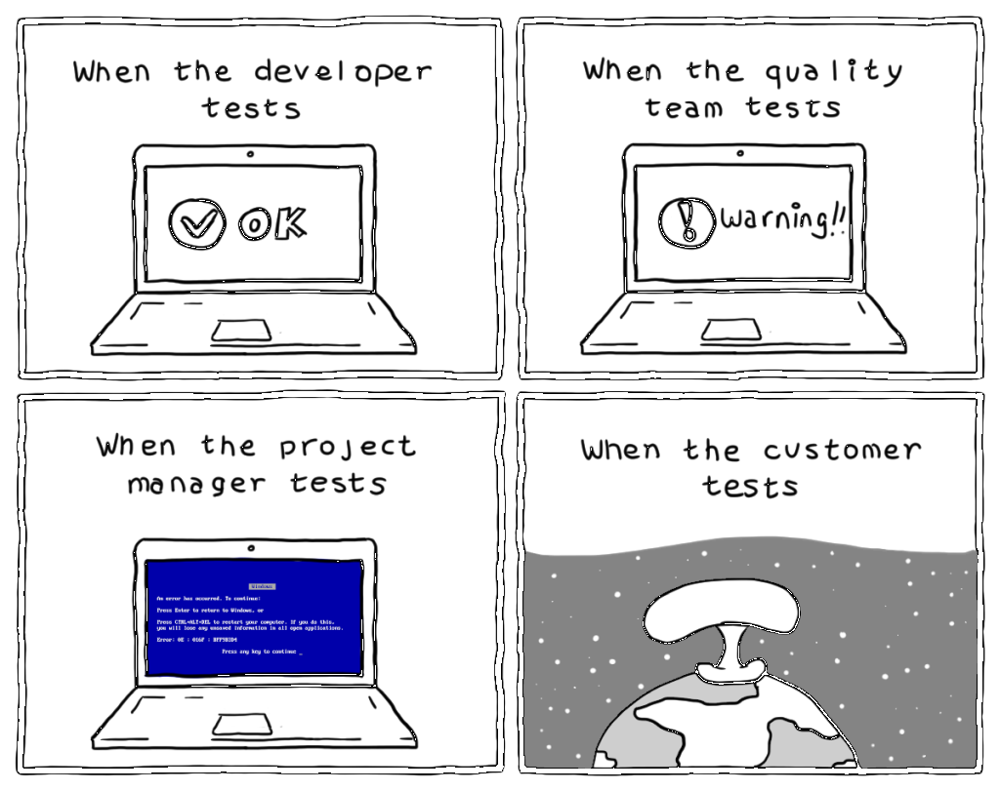 When the developer
tests
OK
When the quality
team tests
! Warning!!
When the project
manager tests
Windows
An error has occurred. To continue:
Press Enter to return to Windows, or
Press CTRL+ALT+DEL to restart your computer. If you do this,
you will lose any unsaved information in all open applications.
Error: 0E : 016F : BFF9B3D4
Press any key to continue _
When the customer
tests